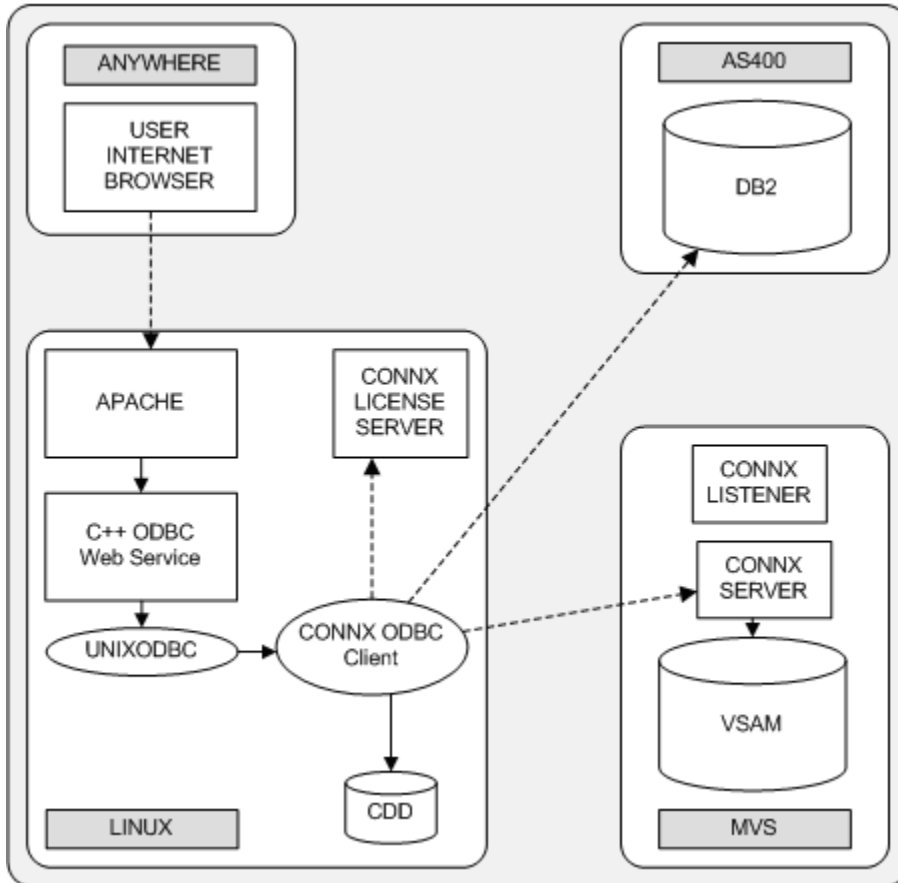 ANYWHERE
USER
INTERNET
BROWSER
AS400
DB2
APACHE
CONNX
LICENSE
SERVER
C++ ODBC
Web Service
UNIXODBC
CONNX ODBC
Client
CDD
LINUX
CONNX
LISTENER
CONNX
SERVER
VSAM
MVS